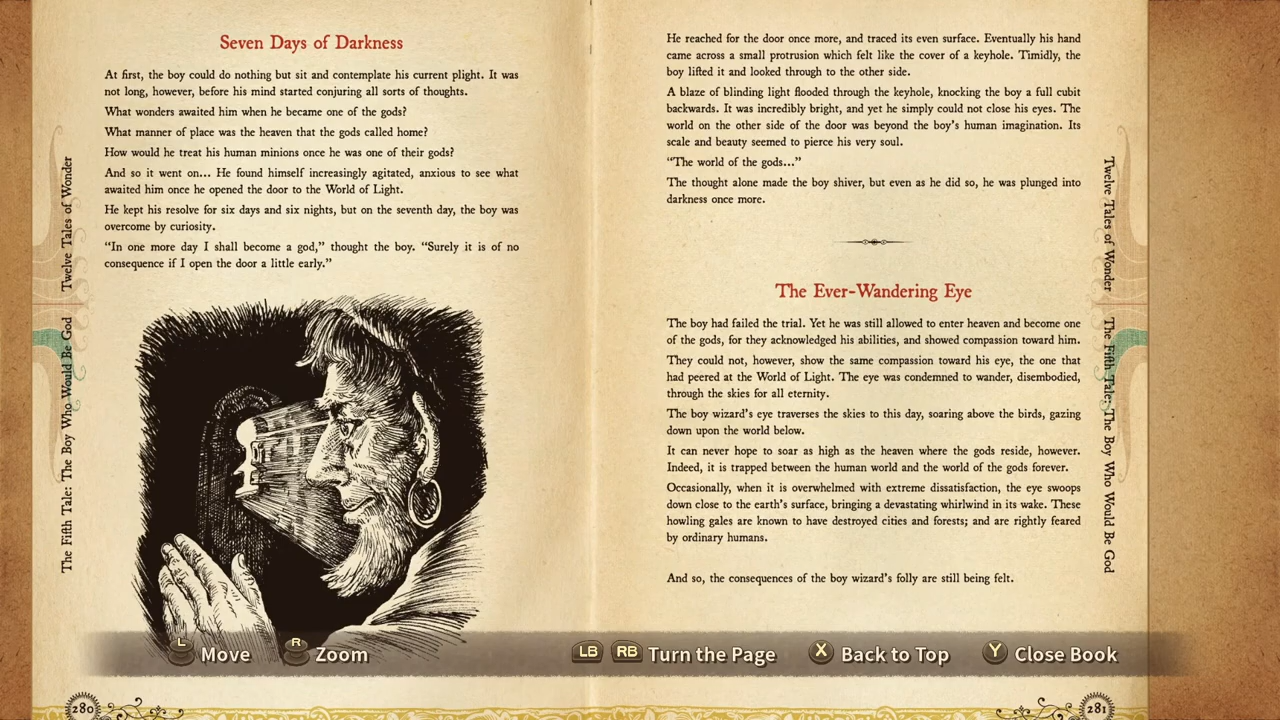 Seven Days of Darkness
At first, the boy could do nothing but sit and contemplate his current plight. It was
not long, however, before his mind started conjuring all sorts of thoughts.
What wonders awaited him when he became one of the gods?
What manner of place was the heaven that the gods called home?
How would he treat his human minions once he was one of their gods?
And so it went on... He found himself increasingly agitated, anxious to see what
awaited him once he opened the door to the World of Light.
He kept his resolve for six days and six nights, but on the seventh day, the boy was
overcome by curiosity.
“In one more day I shall become a god,” thought the boy. “Surely it is of no
consequence if I open the door a little early.”
The Fifth Tale: The Boy Who Would Be God Twelve Tales of Wonder
280
He reached for the door once more, and traced its even surface. Eventually his hand
came across a small protrusion which felt like the cover of a keyhole. Timidly, the
boy lifted it and looked through to the other side.
A blaze of blinding light flooded through the keyhole, knocking the boy a full cubit
backwards. It was incredibly bright, and yet he simply could not close his eyes. The
world on the other side of the door was beyond the boy's human imagination. Its
scale and beauty seemed to pierce his very soul.
“The world of the gods...”
The thought alone made the boy shiver, but even as he did so, he was plunged into
darkness once more.
The Ever-Wandering Eye
The boy had failed the trial. Yet he was still allowed to enter heaven and become one
of the gods, for they acknowledged his abilities, and showed compassion toward him.
They could not, however, show the same compassion toward his eye, the one that
had peered at the World of Light. The eye was condemned to wander, disembodied,
through the skies for all eternity.
The boy wizard's eye traverses the skies to this day, soaring above the birds, gazing
down upon the world below.
It can never hope to soar as high as the heaven where the gods reside, however.
Indeed, it is trapped between the human world and the world of the gods forever.
Occasionally, when it is overwhelmed with extreme dissatisfaction, the eye swoops
down close to the earth's surface, bringing a devastating whirlwind in its wake. These
howling gales are known to have destroyed cities and forests; and are rightly feared
by ordinary humans.
And so, the consequences of the boy wizard's folly are still being felt.
Twelve Tales of Wonder The Fifth Tale: The Boy Who Would Be God
281
L Move R Zoom LB RB Turn the Page X Back to Top Y Close Book